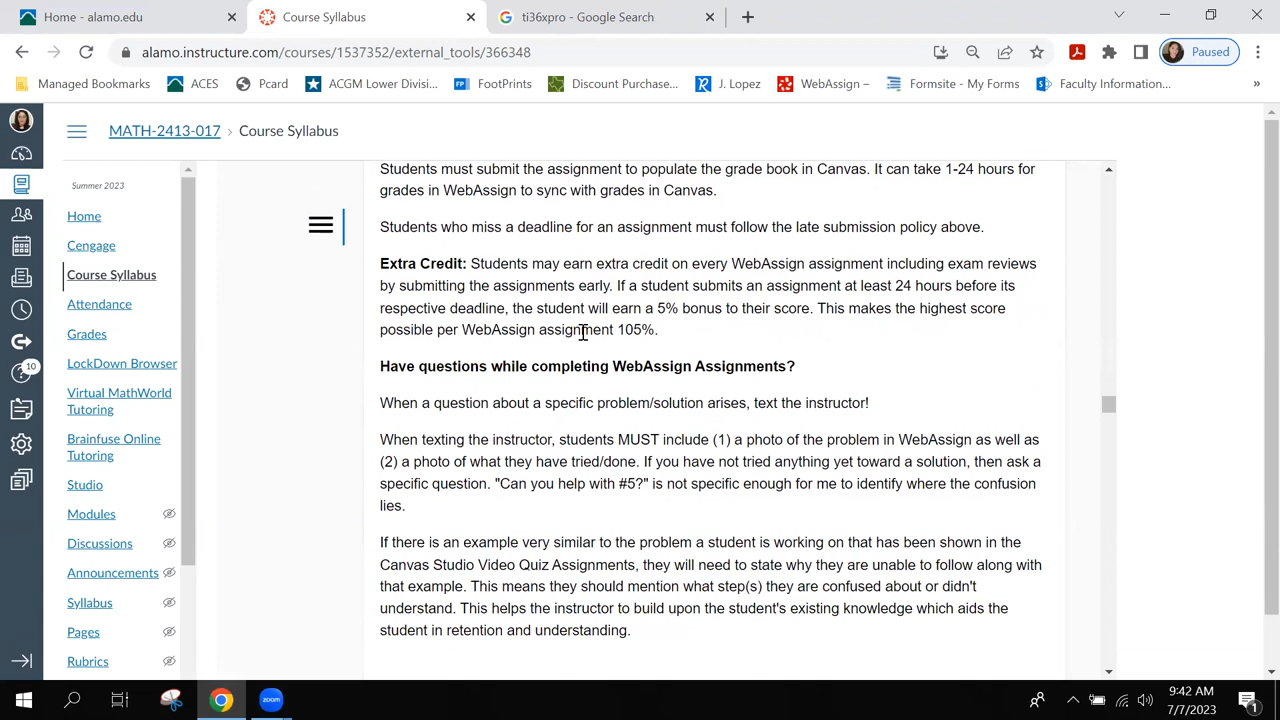 Home - alamo.edu
Course Syllabus
ti36xpro - Google Search
alamo.instructure.com/courses/1537352/external_tools/366348
Paused
Managed Bookmarks
ACES
Pcard
ACGM Lower Divisi...
FootPrints
Discount Purchase...
J. Lopez
WebAssign –
Formsite - My Forms
Faculty Information...
»
MATH-2413-017 › Course Syllabus
Summer 2023
Home
Cengage
Course Syllabus
Attendance
Grades
LockDown Browser
Virtual MathWorld
Tutoring
Brainfuse Online
Tutoring
Studio
Modules
Discussions
Announcements
Syllabus
Pages
Rubrics
10
Students must submit the assignment to populate the grade book in Canvas. It can take 1-24 hours for
grades in WebAssign to sync with grades in Canvas.
Students who miss a deadline for an assignment must follow the late submission policy above.
Extra Credit: Students may earn extra credit on every WebAssign assignment including exam reviews
by submitting the assignments early. If a student submits an assignment at least 24 hours before its
respective deadline, the student will earn a 5% bonus to their score. This makes the highest score
possible per WebAssign assignment 105%.
Have questions while completing WebAssign Assignments?
When a question about a specific problem/solution arises, text the instructor!
When texting the instructor, students MUST include (1) a photo of the problem in WebAssign as well as
(2) a photo of what they have tried/done. If you have not tried anything yet toward a solution, then ask a
specific question. "Can you help with #5?" is not specific enough for me to identify where the confusion
lies.
If there is an example very similar to the problem a student is working on that has been shown in the
Canvas Studio Video Quiz Assignments, they will need to state why they are unable to follow along with
that example. This means they should mention what step(s) they are confused about or didn't
understand. This helps the instructor to build upon the student's existing knowledge which aids the
student in retention and understanding.
zoom
9:42 AM
7/7/2023
1